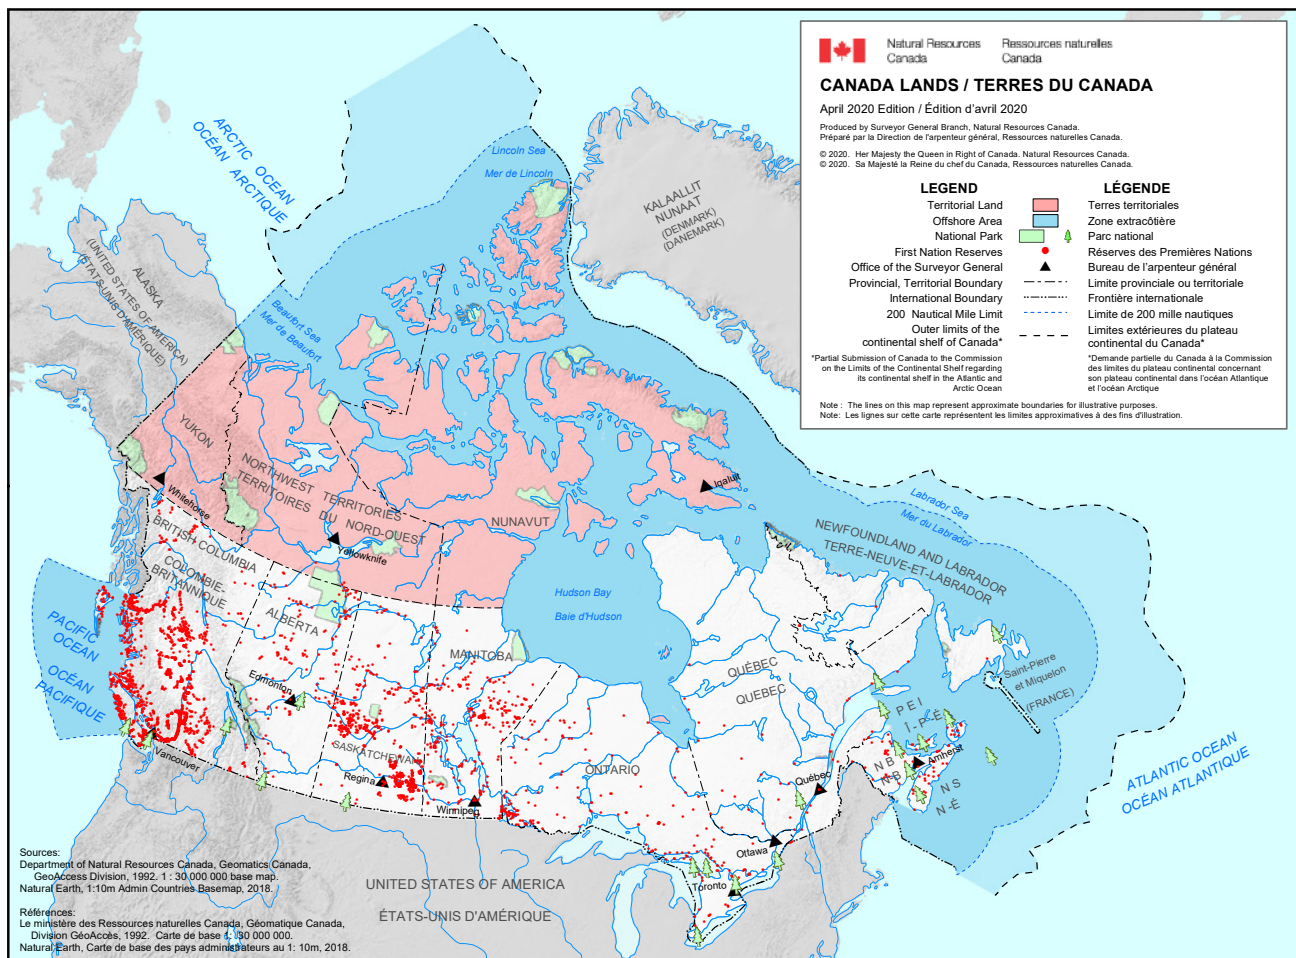 Natural Resources Canada
Ressources naturelles Canada
CANADA LANDS / TERRES DU CANADA
April 2020 Edition / Édition d'avril 2020
Produced by Surveyor General Branch, Natural Resources Canada.
Préparé par la Direction de l'arpenteur général, Ressources naturelles Canada.
© 2020. Her Majesty the Queen in Right of Canada. Natural Resources Canada.
© 2020. Sa Majesté la Reine du chef du Canada, Ressources naturelles Canada.
LEGEND LÉGENDE
Territorial Land Terres territoriales
Offshore Area Zone extracôtière
National Park Parc national
First Nation Reserves Réserves des Premières Nations
Office of the Surveyor General Bureau de l'arpenteur général
Provincial, Territorial Boundary Limite provinciale ou territoriale
International Boundary Frontière internationale
200 Nautical Mile Limit Limite de 200 mille nautiques
Outer limits of the continental shelf of Canada* Limites extérieures du plateau continental du Canada*
*Partial Submission of Canada to the Commission
on the Limits of the Continental Shelf regarding
its continental shelf in the Atlantic and
Arctic Ocean
*Demande partielle du Canada à la Commission
des limites du plateau continental concernant
son plateau continental dans l'océan Atlantique
et l'océan Arctique
Note : The lines on this map represent approximate boundaries for illustrative purposes.
Note: Les lignes sur cette carte représentent les limites approximatives à des fins d'illustration.
ARCTIC OCEAN
OCÉAN ARCTIQUE
Lincoln Sea
Mer de Lincoln
KALAALLIT
NUNAAT
(DENMARK)
(DANEMARK)
ALASKA
(UNITED STATES OF AMERICA)
(ÉTATS-UNIS D'AMÉRIQUE)
Beaufort Sea
Mer de Beaufort
YUKON
Whitehorse
NORTHWEST TERRITORIES
TERRITOIRES DU NORD-OUEST
Yellowknife
NUNAVUT
Iqaluit
Labrador Sea
Mer du Labrador
NEWFOUNDLAND AND LABRADOR
TERRE-NEUVE-ET-LABRADOR
BRITISH COLUMBIA
COLOMBIE-
BRITANNIQUE
ALBERTA
Edmonton
Hudson Bay
Baie d'Hudson
MANITOBA
PACIFIC
OCEAN
OCÉAN
PACIFIQUE
Vancouver
SASKATCHEWAN
Regina
Winnipeg
ONTARIO
QUÉBEC
QUEBEC
Québec
Ottawa
Toronto
P E I
Î.-P.-É.
N B
N.-B.
Amherst
N S
N.-É
Saint-Pierre
et Miquelon
(FRANCE)
ATLANTIC OCEAN
OCÉAN ATLANTIQUE
UNITED STATES OF AMERICA
ÉTATS-UNIS D'AMÉRIQUE
Sources:
Department of Natural Resources Canada, Geomatics Canada,
GeoAccess Division, 1992. 1 : 30 000 000 base map.
Natural Earth, 1:10m Admin Countries Basemap, 2018.
Références:
Le ministère des Ressources naturelles Canada, Géomatique Canada,
Division GéoAccès, 1992. Carte de base 1: 30 000 000.
Natural Earth, Carte de base des pays administrateurs au 1: 10m, 2018.